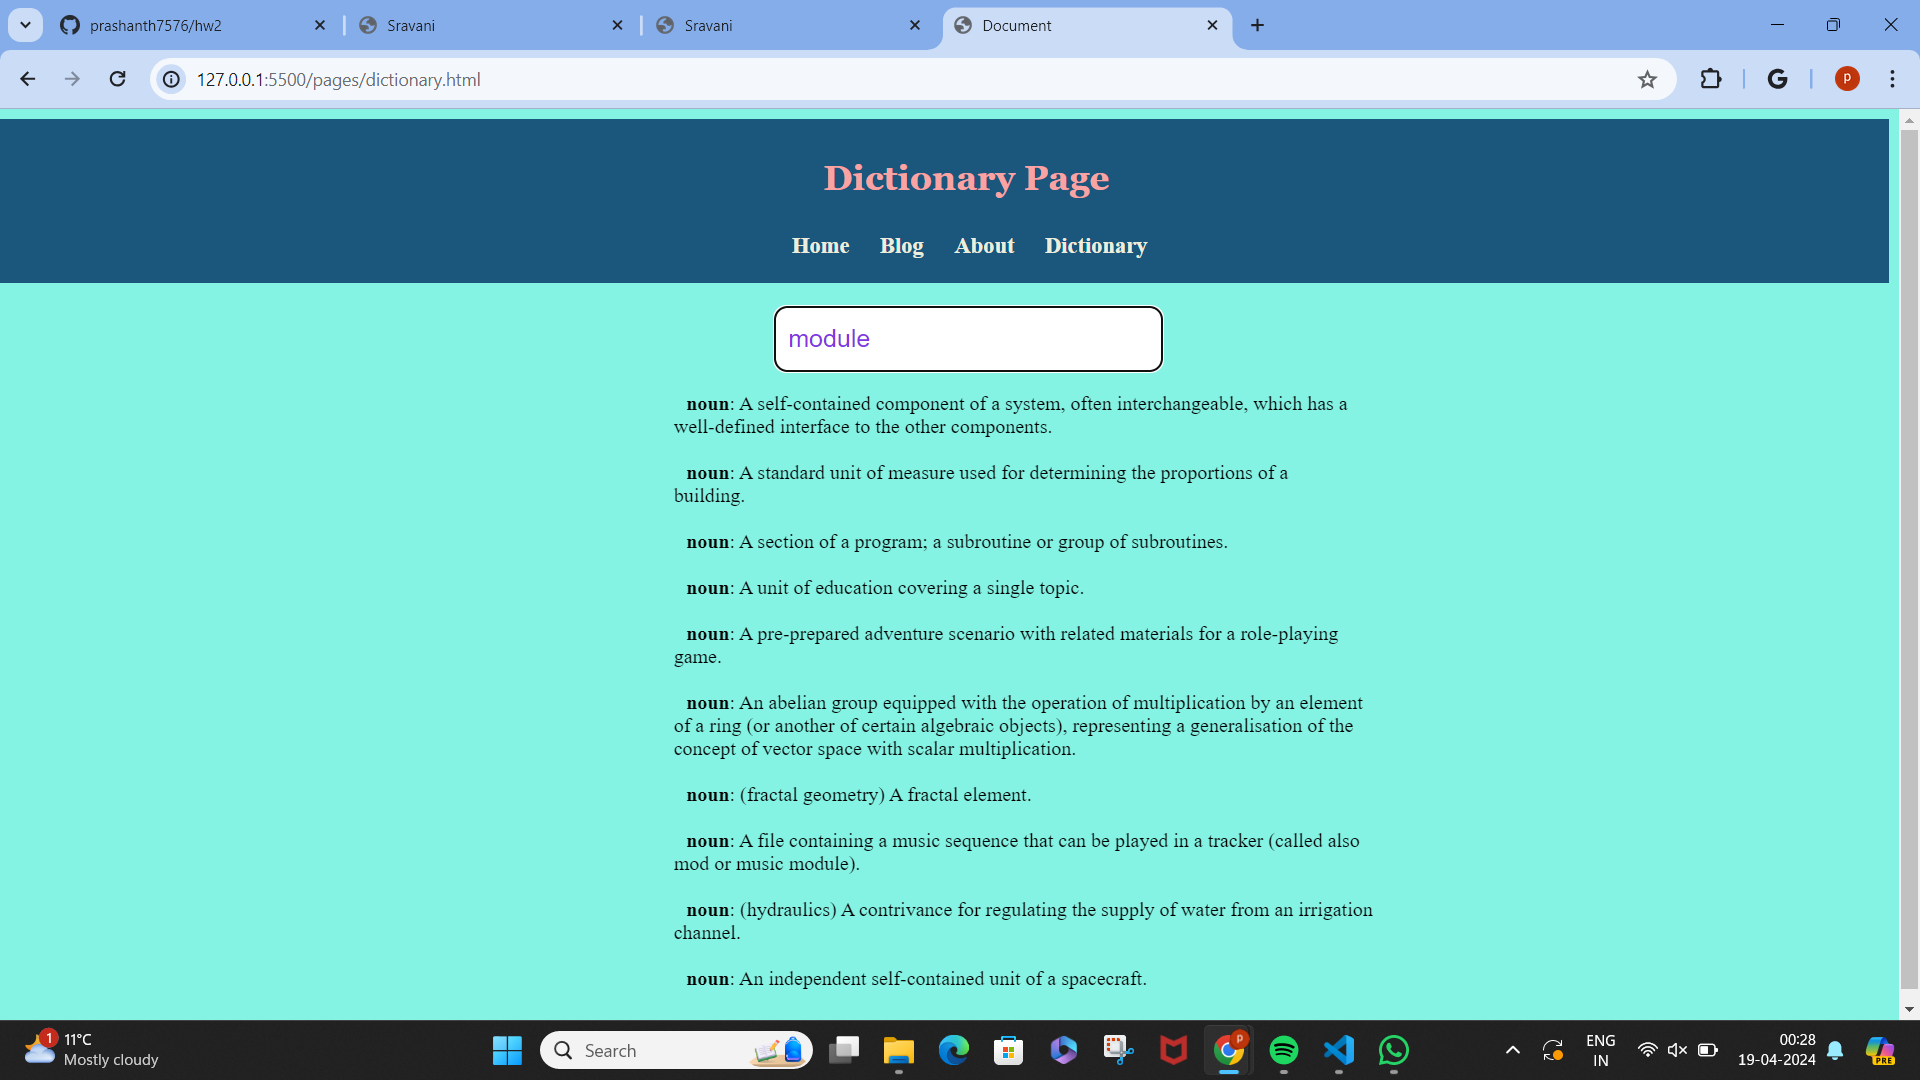 prashanth7576/hw2
Sravani
Sravani
Document
127.0.0.1:5500/pages/dictionary.html
p
Dictionary Page
Home Blog About Dictionary
module
noun: A self-contained component of a system, often interchangeable, which has a
well-defined interface to the other components.
noun: A standard unit of measure used for determining the proportions of a
building.
noun: A section of a program; a subroutine or group of subroutines.
noun: A unit of education covering a single topic.
noun: A pre-prepared adventure scenario with related materials for a role-playing
game.
noun: An abelian group equipped with the operation of multiplication by an element
of a ring (or another of certain algebraic objects), representing a generalisation of the
concept of vector space with scalar multiplication.
noun: (fractal geometry) A fractal element.
noun: A file containing a music sequence that can be played in a tracker (called also
mod or music module).
noun: (hydraulics) A contrivance for regulating the supply of water from an irrigation
channel.
noun: An independent self-contained unit of a spacecraft.
1
11°C
Mostly cloudy
Search
P
ENG
IN
00:28
19-04-2024
PRE